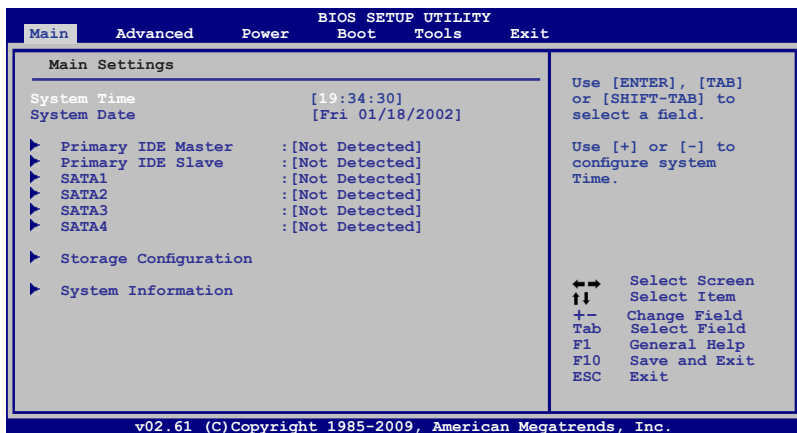 BIOS SETUP UTILITY
Main Advanced Power Boot Tools Exit
Main Settings
System Time [19:34:30]
System Date [Fri 01/18/2002]
Primary IDE Master :[Not Detected]
Primary IDE Slave :[Not Detected]
SATA1 :[Not Detected]
SATA2 :[Not Detected]
SATA3 :[Not Detected]
SATA4 :[Not Detected]
Storage Configuration
System Information
Use [ENTER], [TAB]
or [SHIFT-TAB] to
select a field.
Use [+] or [-] to
configure system
Time.
←→ Select Screen
↑↓ Select Item
+- Change Field
Tab Select Field
F1 General Help
F10 Save and Exit
ESC Exit
v02.61 (C)Copyright 1985-2009, American Megatrends, Inc.